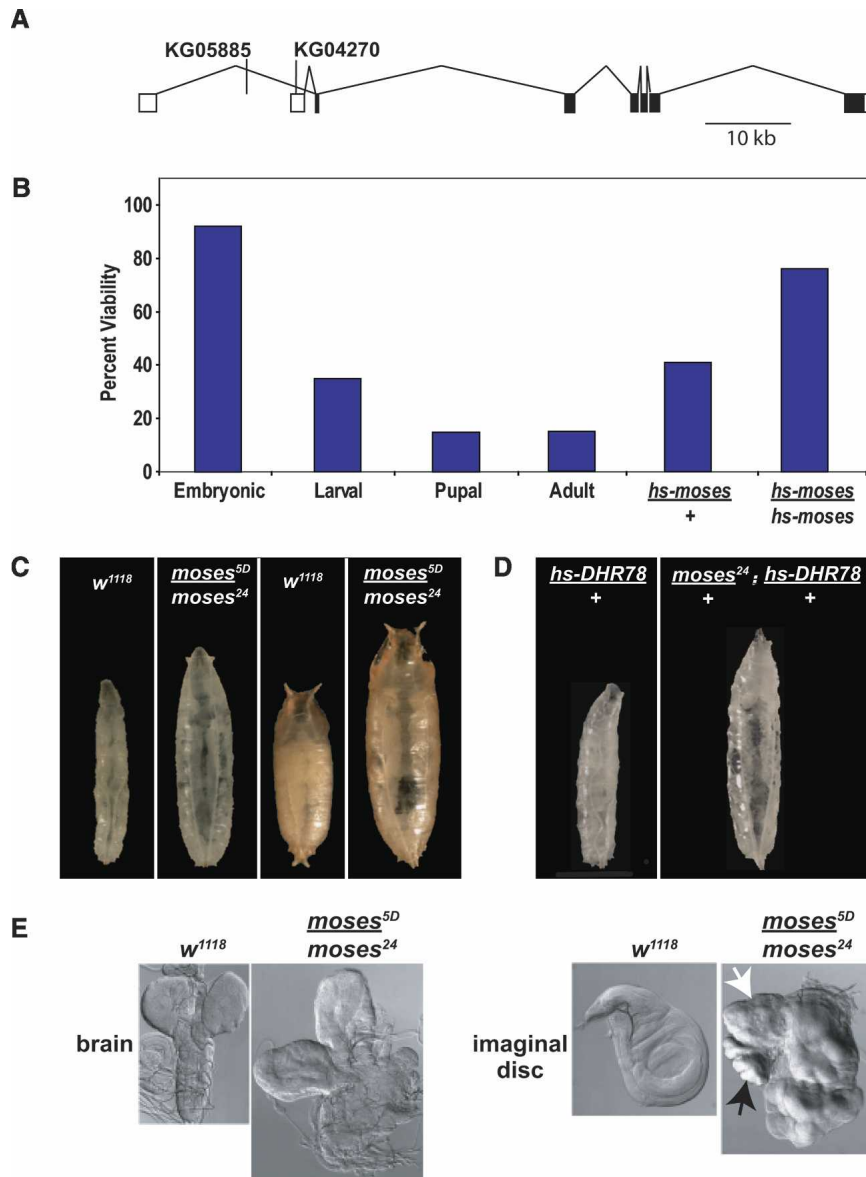 A
KG05885
KG04270
10 kb
B
Percent Viability
100
80
60
40
20
0
Embryonic
Larval
Pupal
Adult
hs-moses
+
hs-moses
hs-moses
C
w1118
moses5D
moses24
w1118
moses5D
moses24
D
hs-DHR78
+
moses24 ; hs-DHR78
+ +
E
brain
w1118
moses5D
moses24
imaginal
disc
w1118
moses5D
moses24